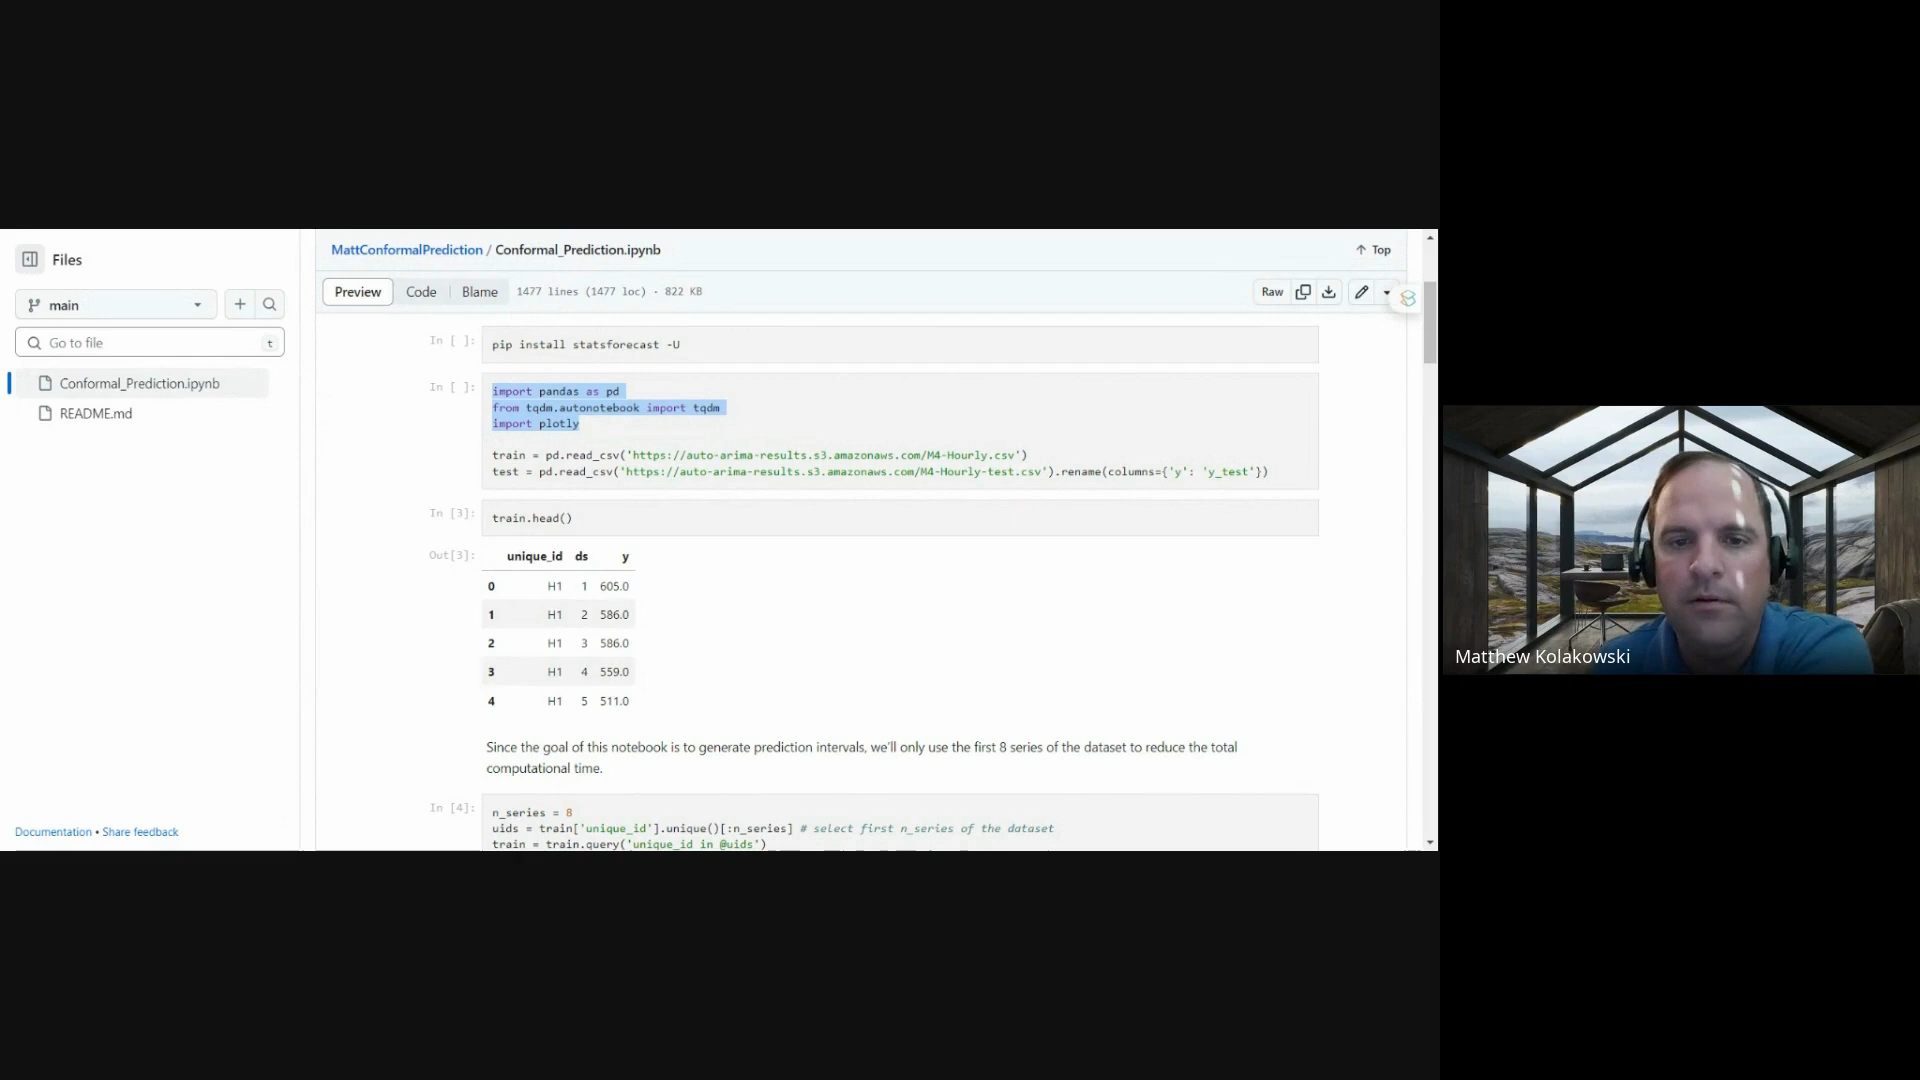 Files
main
Go to file
t
Conformal_Prediction.ipynb
README.md
Documentation • Share feedback
MattConformalPrediction / Conformal_Prediction.ipynb
Top
Preview Code Blame 1477 lines (1477 loc) · 822 KB
Raw
In [ ]:
pip install statsforecast -U
In [ ]:
import pandas as pd
from tqdm.autonotebook import tqdm
import plotly
train = pd.read_csv('https://auto-arima-results.s3.amazonaws.com/M4-Hourly.csv')
test = pd.read_csv('https://auto-arima-results.s3.amazonaws.com/M4-Hourly-test.csv').rename(columns={'y': 'y_test'})
In [3]:
train.head()
Out[3]:
unique_id ds y
0 H1 1 605.0
1 H1 2 586.0
2 H1 3 586.0
3 H1 4 559.0
4 H1 5 511.0
Since the goal of this notebook is to generate prediction intervals, we'll only use the first 8 series of the dataset to reduce the total
computational time.
In [4]:
n_series = 8
uids = train['unique_id'].unique()[:n_series] # select first n_series of the dataset
train = train.query('unique_id in @uids')
Matthew Kolakowski